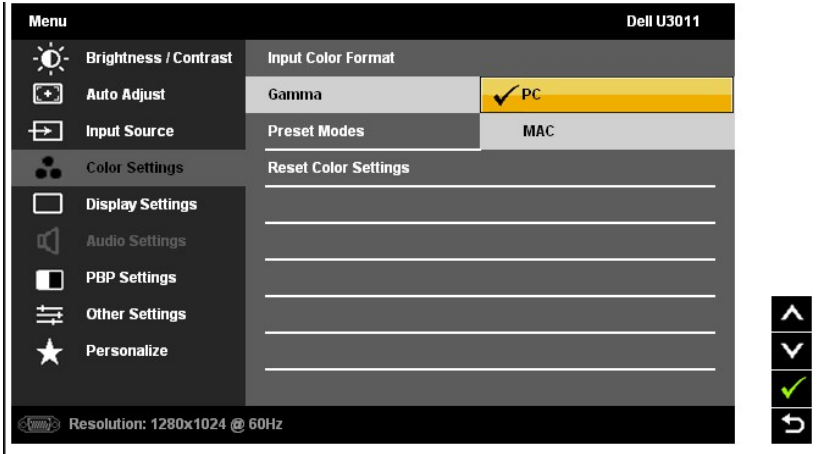 Menu Dell U3011
Brightness / Contrast Input Color Format
Auto Adjust Gamma PC
Input Source Preset Modes MAC
Color Settings Reset Color Settings
Display Settings
Audio Settings
PBP Settings
Other Settings
Personalize
Resolution: 1280x1024 @ 60Hz